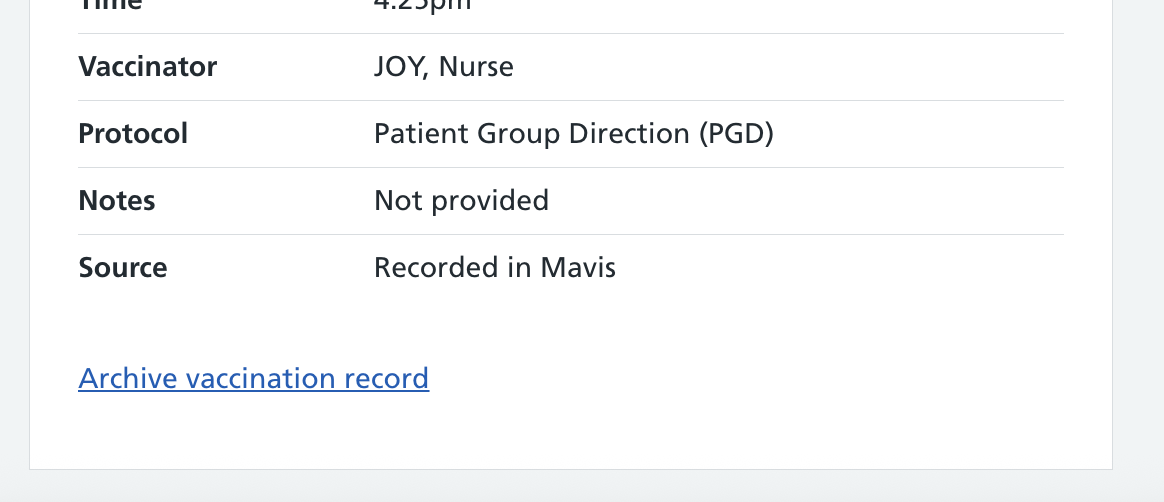 Time 4:25pm
Vaccinator JOY, Nurse
Protocol Patient Group Direction (PGD)
Notes Not provided
Source Recorded in Mavis
Archive vaccination record